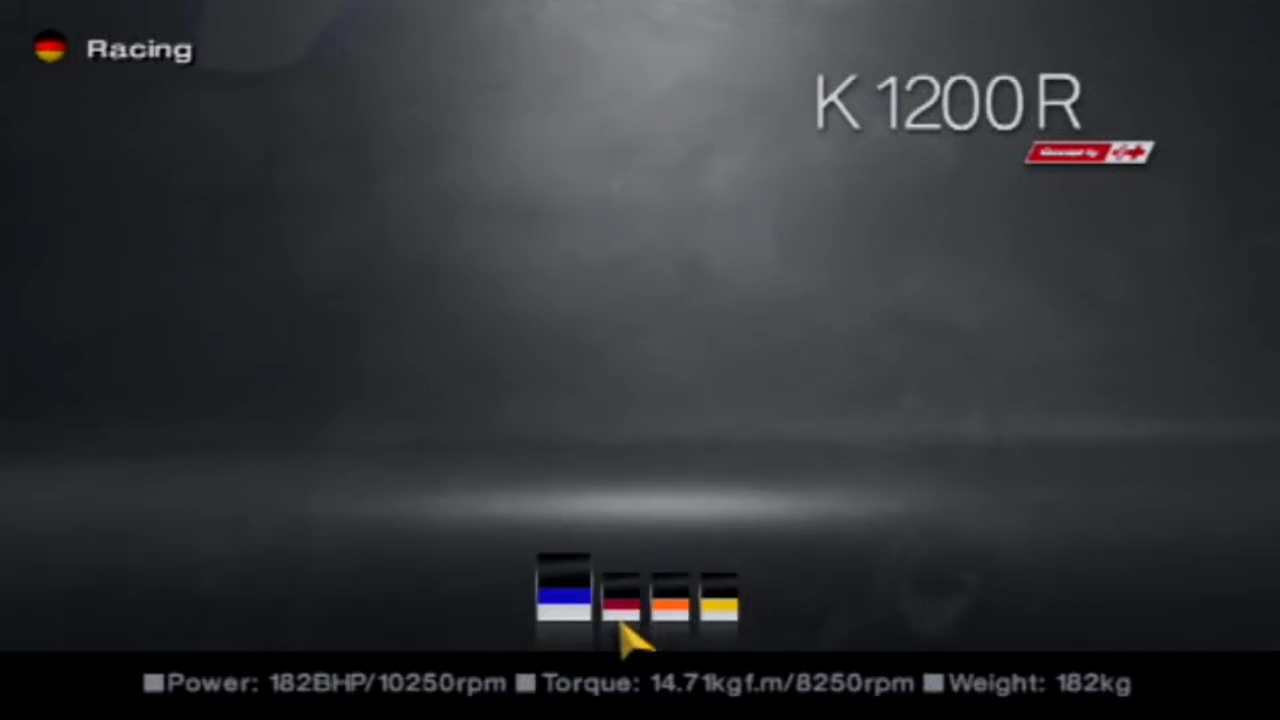 Racing
K 1200 R
■Power: 182BHP/10250rpm ■Torque: 14.71kgf.m/8250rpm ■Weight: 182kg